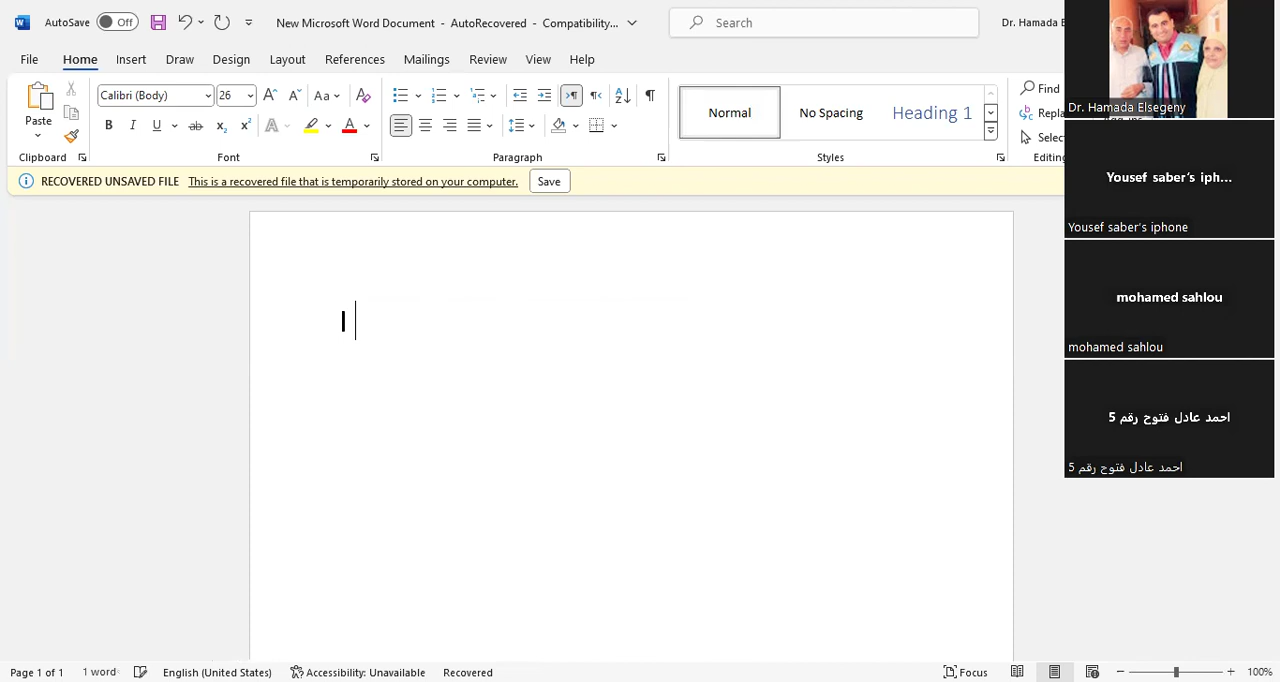 AutoSave Off New Microsoft Word Document - AutoRecovered - Compatibility... Search Dr. Hamada E
File Home Insert Draw Design Layout References Mailings Review View Help
Paste
Calibri (Body) 26
Normal No Spacing Heading 1
Find
Repla
Selec
Clipboard Font Paragraph Styles Editing
RECOVERED UNSAVED FILE This is a recovered file that is temporarily stored on your computer. Save
I
Dr. Hamada Elsegeny
Yousef saber's iph...
Yousef saber's iphone
mohamed sahlou
mohamed sahlou
احمد عادل فتوح رقم 5
احمد عادل فتوح رقم 5
Page 1 of 1 1 word English (United States) Accessibility: Unavailable Recovered Focus 100%